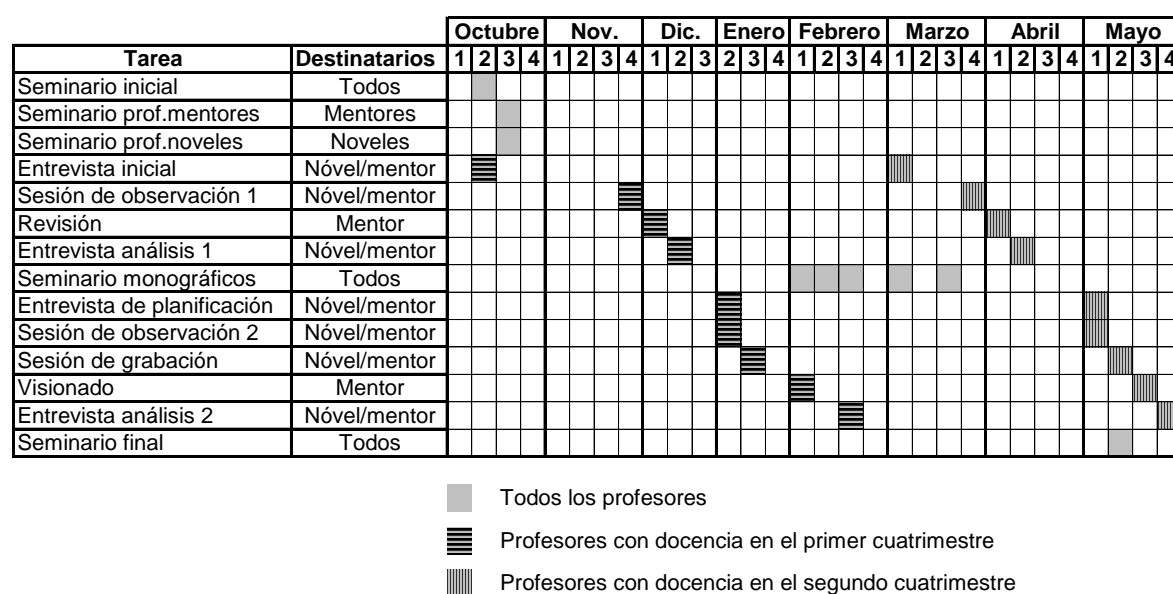 Octubre Nov. Dic. Enero Febrero Marzo Abril Mayo
Tarea Destinatarios 1 2 3 4 1 2 3 4 1 2 3 2 3 4 1 2 3 4 1 2 3 4 1 2 3 4 1 2 3 4
Seminario inicial Todos
Seminario prof.mentores Mentores
Seminario prof.noveles Noveles
Entrevista inicial Nóvel/mentor
Sesión de observación 1 Nóvel/mentor
Revisión Mentor
Entrevista análisis 1 Nóvel/mentor
Seminario monográficos Todos
Entrevista de planificación Nóvel/mentor
Sesión de observación 2 Nóvel/mentor
Sesión de grabación Nóvel/mentor
Visionado Mentor
Entrevista análisis 2 Nóvel/mentor
Seminario final Todos
Todos los profesores
Profesores con docencia en el primer cuatrimestre
Profesores con docencia en el segundo cuatrimestre